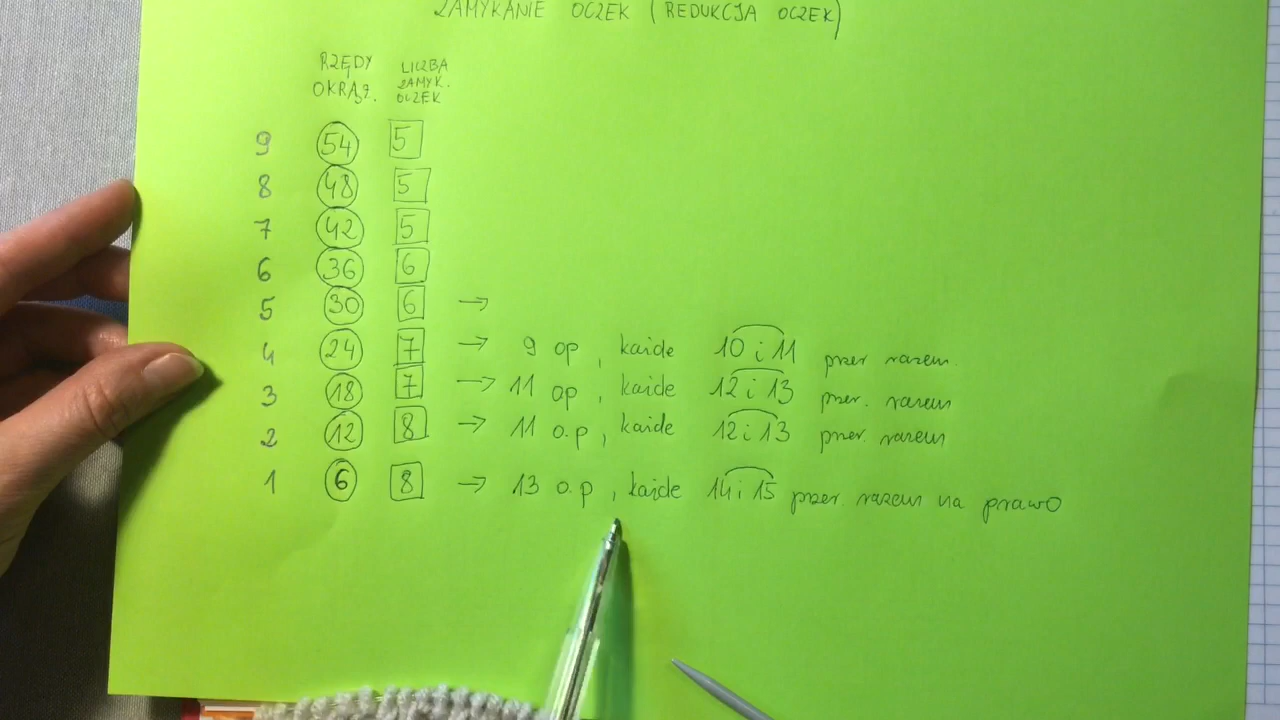 ZAMYKANIE OCZEK (REDUKCJA OCZEK)
RZĘDY OKRĄŻ.
LICZBA ZAMYK. OCZEK
9 54 5
8 48 5
7 42 5
6 36 6
5 30 6 →
4 24 7 → 9 op, każde 10 i 11 przer razem.
3 18 7 → 11 op, każde 12 i 13 przer. razem
2 12 8 → 11 o.p, każde 12 i 13 przer. razem
1 6 8 → 13 o.p, każde 14 i 15 przer. razem na prawo